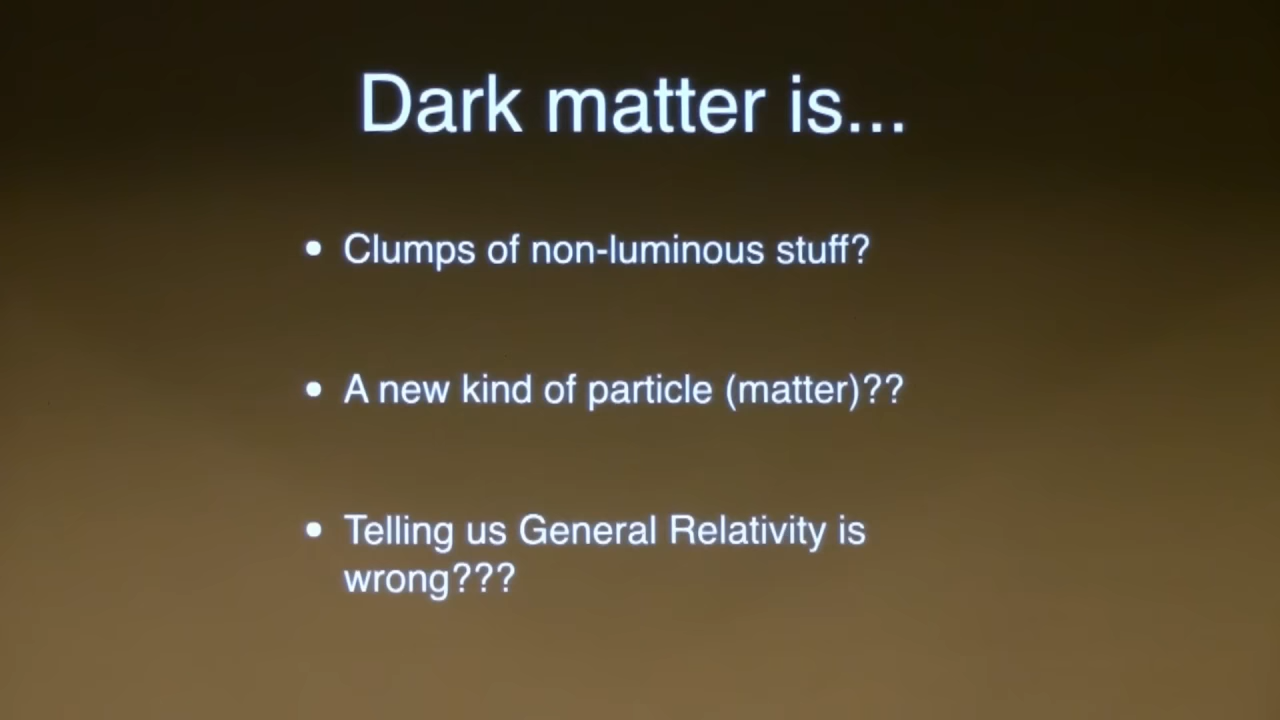 Dark matter is...
• Clumps of non-luminous stuff?
• A new kind of particle (matter)??
• Telling us General Relativity is
wrong???